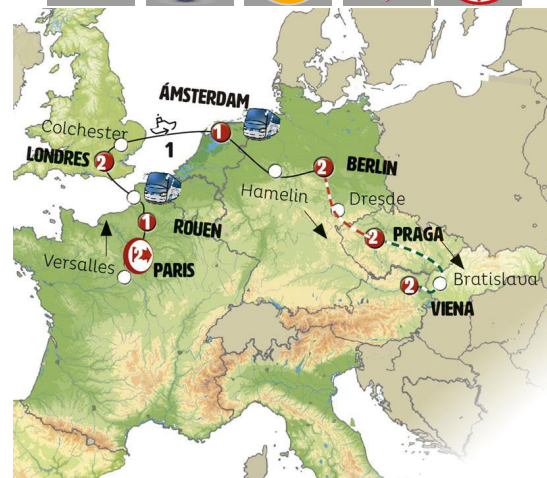 ÁMSTERDAM
1
Colchester
1
LONDRES
2
2
BERLIN
Hamelin
Dresde
1
ROUEN
2
PRAGA
Versalles
2
PARIS
Bratislava
2
VIENA